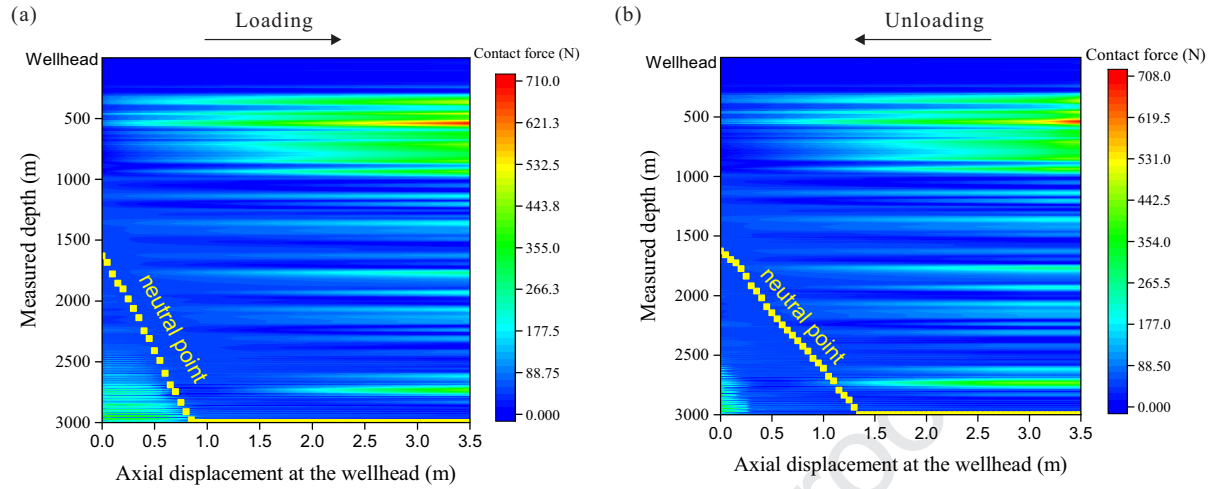 (a)
Loading
Contact force (N)
Wellhead
500
1000
1500
2000
2500
3000
Measured depth (m)
neutral point
710.0
621.3
532.5
443.8
355.0
266.3
177.5
88.75
0.000
0.0 0.5 1.0 1.5 2.0 2.5 3.0 3.5
Axial displacement at the wellhead (m)
(b)
Unloading
Contact force (N)
Wellhead
500
1000
1500
2000
2500
3000
Measured depth (m)
neutral point
708.0
619.5
531.0
442.5
354.0
265.5
177.0
88.50
0.000
0.0 0.5 1.0 1.5 2.0 2.5 3.0 3.5
Axial displacement at the wellhead (m)